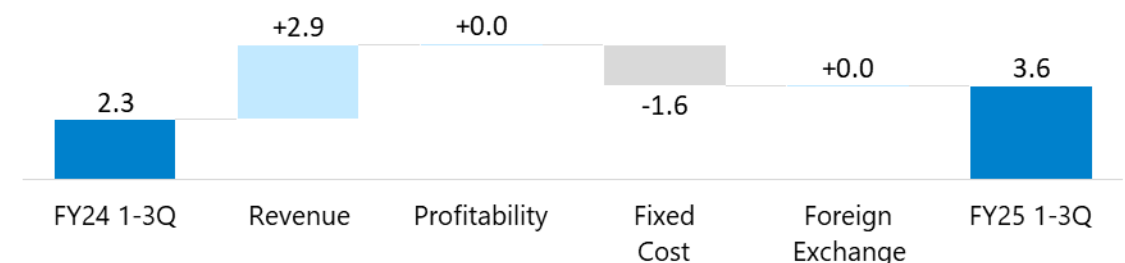 +2.9
+0.0
+0.0
3.6
2.3
-1.6
FY24 1-3Q
Revenue
Profitability
Fixed
Cost
Foreign
Exchange
FY25 1-3Q